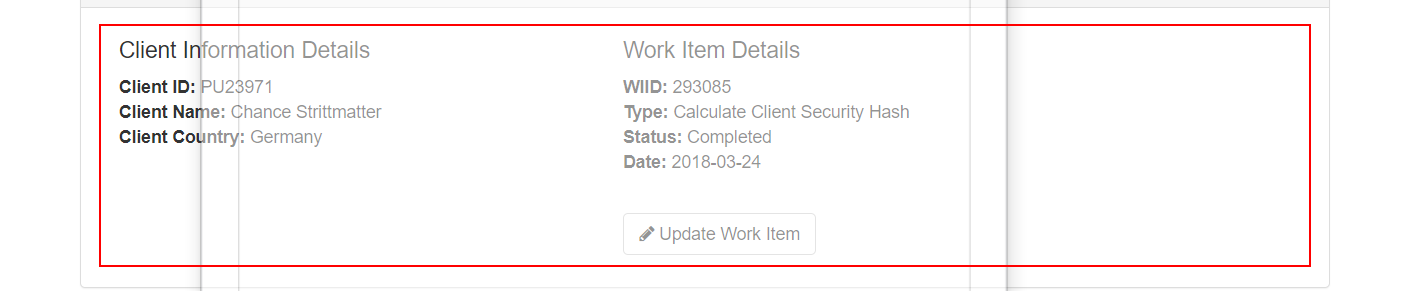 Client Information Details
Client ID: PU23971
Client Name: Chance Strittmatter
Client Country: Germany
Work Item Details
WIID: 293085
Type: Calculate Client Security Hash
Status: Completed
Date: 2018-03-24
Update Work Item